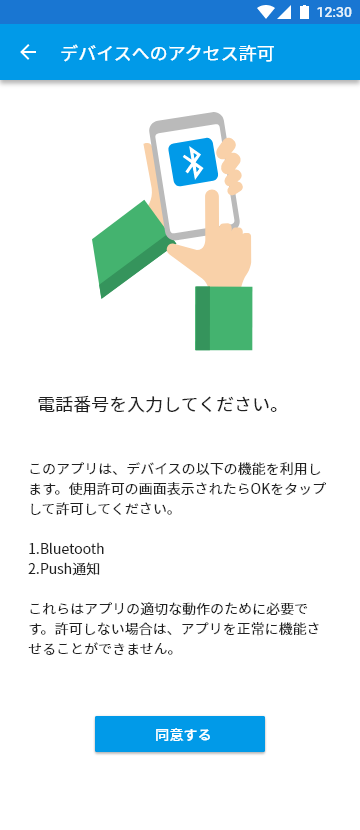 12:30
デバイスへのアクセス許可
電話番号を入力してください。
このアプリは、デバイスの以下の機能を利用し
ます。使用許可の画面表示されたらOKをタップ
して許可してください。
1.Bluetooth
2.Push通知
これらはアプリの適切な動作のために必要で
す。許可しない場合は、アプリを正常に機能さ
せることができません。
同意する